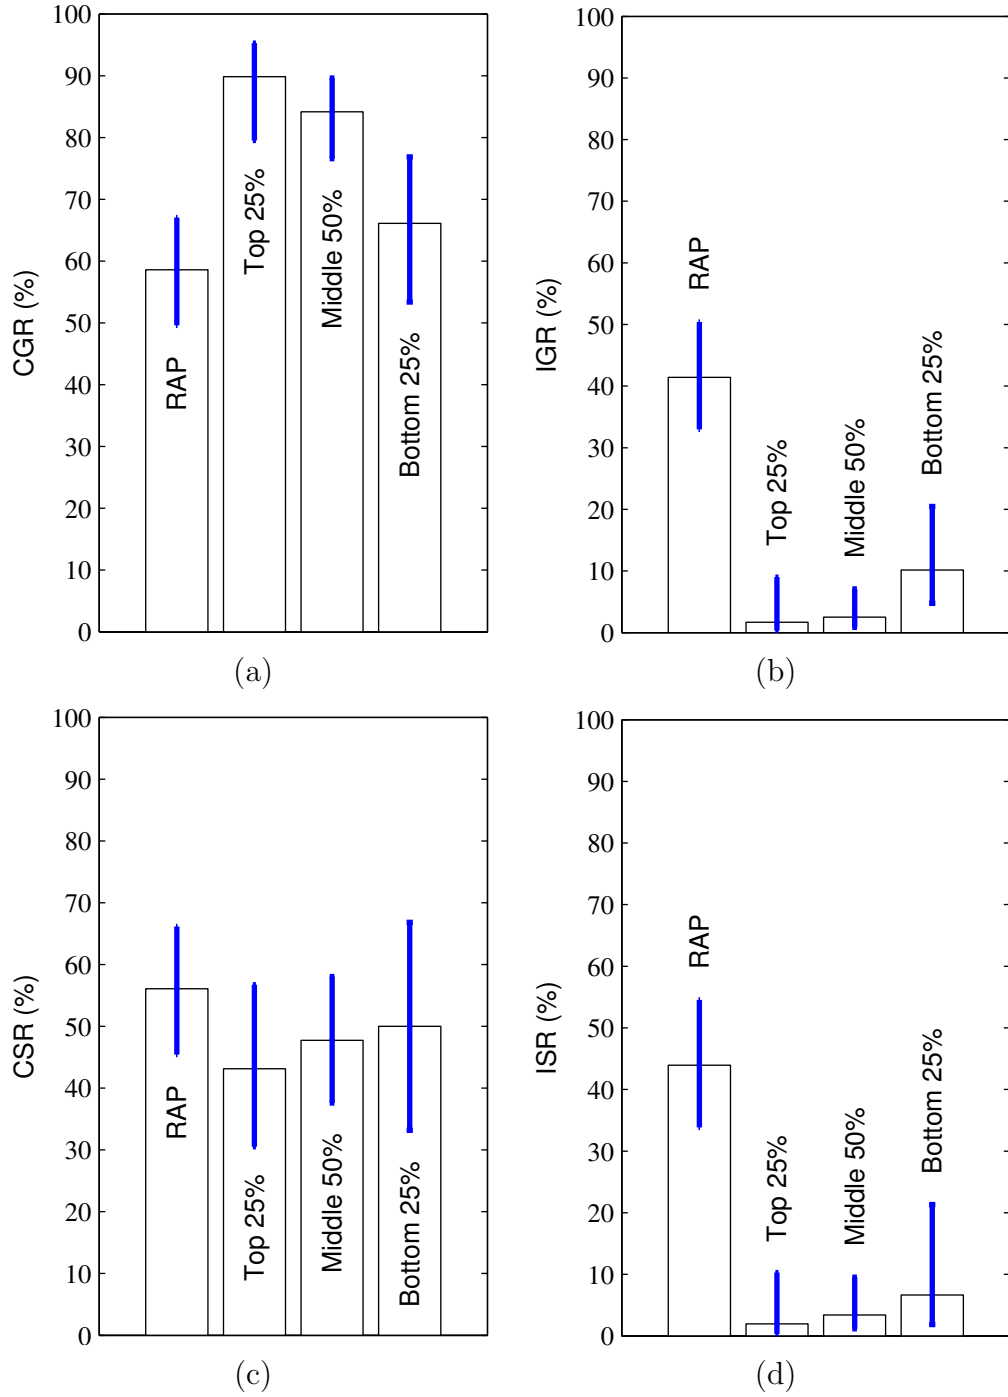 100
90
80
70
60
50
40
30
20
10
0
CGR (%)
RAP
Top 25%
Middle 50%
Bottom 25%
(a)
100
90
80
70
60
50
40
30
20
10
0
IGR (%)
RAP
Top 25%
Middle 50%
Bottom 25%
(b)
100
90
80
70
60
50
40
30
20
10
0
CSR (%)
RAP
Top 25%
Middle 50%
Bottom 25%
(c)
100
90
80
70
60
50
40
30
20
10
0
ISR (%)
RAP
Top 25%
Middle 50%
Bottom 25%
(d)